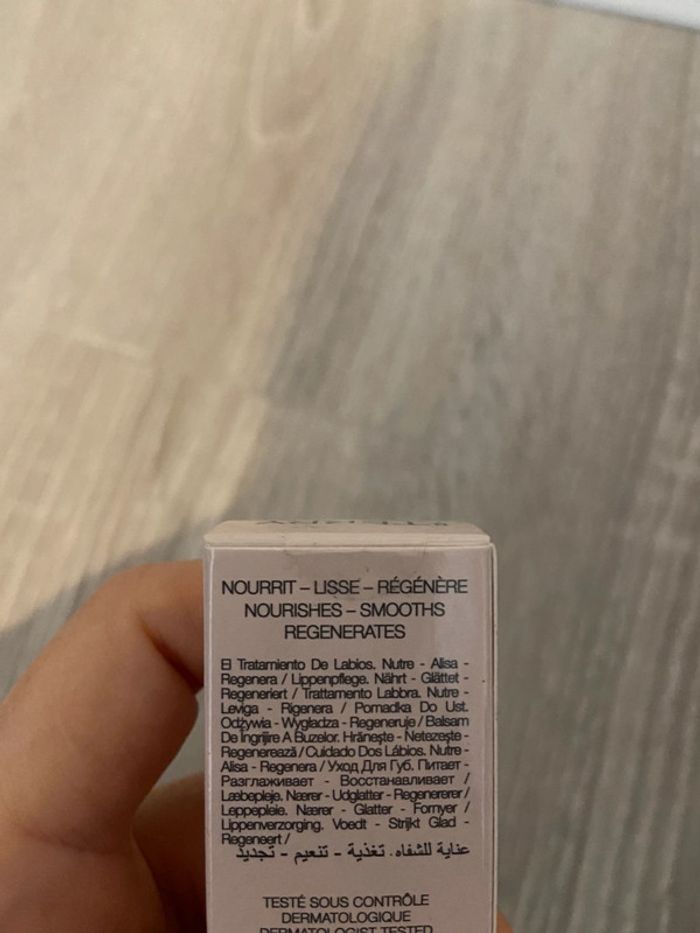 NOURRIT – LISSE – RÉGÉNÈRE
NOURISHES – SMOOTHS
REGENERATES
El Tratamiento De Labios. Nutre - Alisa -
Regenera / Lippenpflege. Nährt - Glättet -
Regeneriert / Trattamento Labbra. Nutre -
Leviga - Rigenera / Pomadka Do Ust.
Odżywia - Wygładza - Regeneruje / Balsam
De Îngrijire A Buzelor. Hrănește - Netezește -
Regenerează / Cuidado Dos Lábios. Nutre -
Alisa - Regenera / Уход Для Губ. Питает -
Разглаживает - Восстанавливает /
Læbepleje. Nærer - Udglatter - Regenererer /
Leppepleie. Nærer - Glatter - Fornyer /
Lippenverzorging. Voedt - Strijkt Glad -
Regeneert /
عناية للشفاه. تغذية - تنعيم - تجديد
TESTÉ SOUS CONTRÔLE
DERMATOLOGIQUE
DERMATOLOGIST TESTED